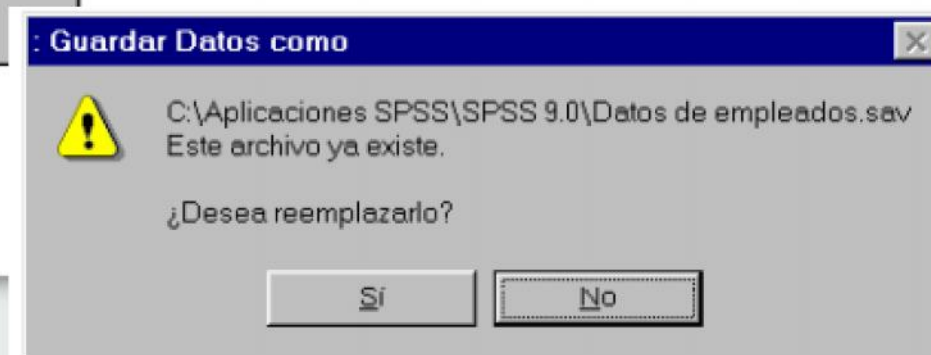 : Guardar Datos como
C:\Aplicaciones SPSS\SPSS 9.0\Datos de empleados.sav
Este archivo ya existe.
¿Desea reemplazarlo?
Sí
No